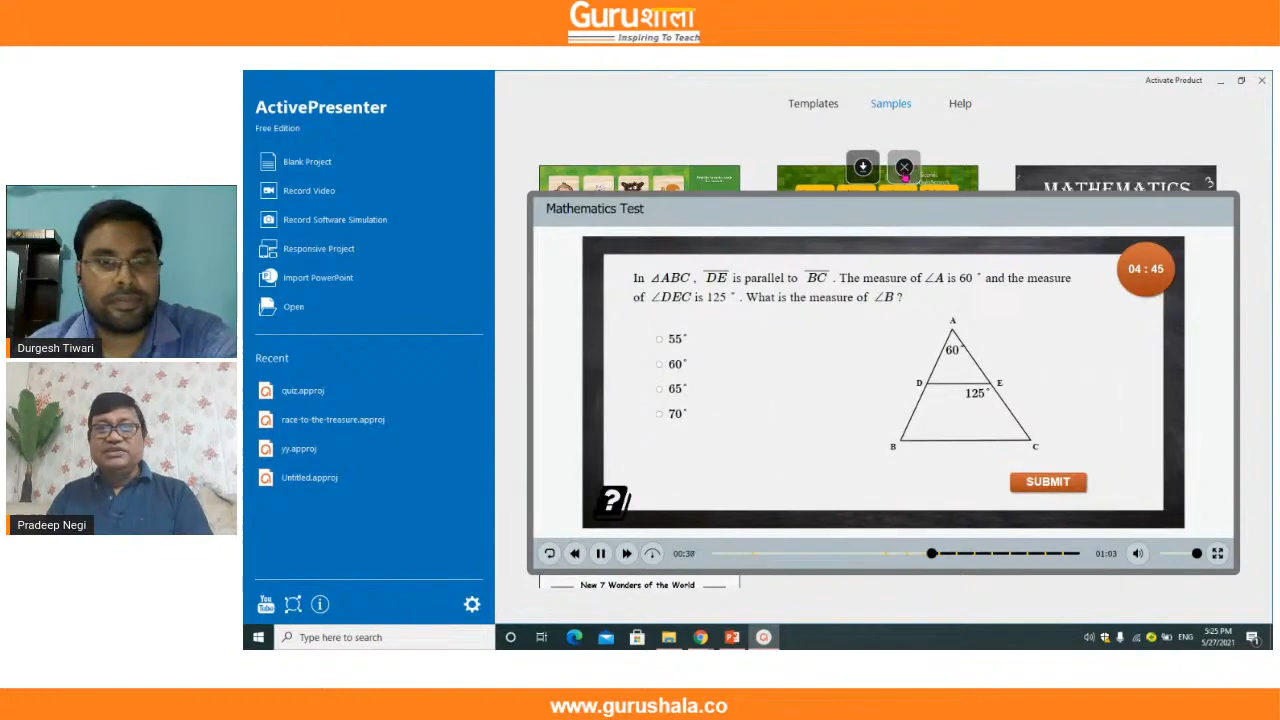 Guruशाला
Inspiring To Teach
Activate Product
ActivePresenter
Free Edition
Templates
Samples
Help
Blank Project
Record Video
Record Software Simulation
Responsive Project
Import PowerPoint
Open
Recent
quiz.approj
race-to-the-treasure.approj
yy.approj
Untitled.approj
You
Tube
MATHEMATICS
Mathematics Test
04 : 45
In ΔABC, DE is parallel to BC. The measure of ∠A is 60° and the measure
of ∠DEC is 125°. What is the measure of ∠B?
55°
60°
65°
70°
A
60°
D
E
125°
B
C
SUBMIT
?
00:38
01:03
New 7 Wonders of the World
Durgesh Tiwari
Pradeep Negi
Type here to search
ENG
5:25 PM
5/27/2021
www.gurushala.co